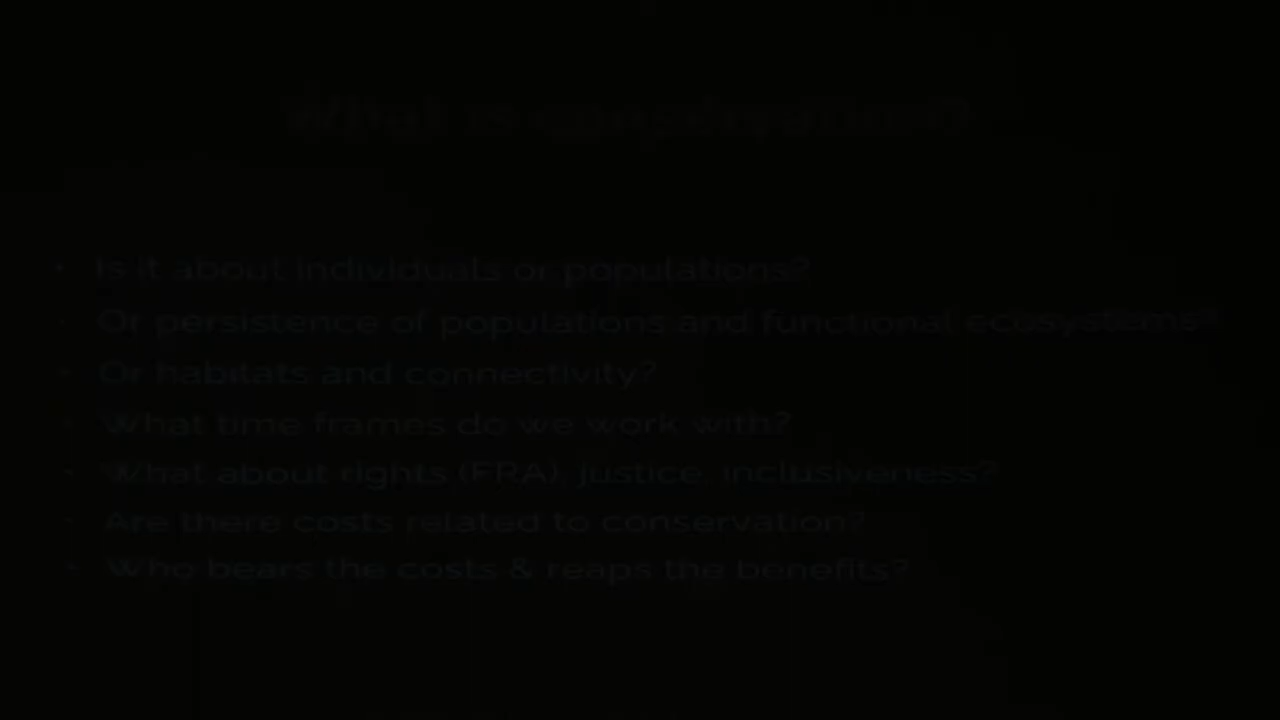 What is conservation?
Is it about individuals or populations?
Or persistence of populations and functional ecosystems?
Or habitats and connectivity?
What time frames do we work with?
What about rights (FRA), justice, inclusiveness?
Are there costs related to conservation?
Who bears the costs & reaps the benefits?